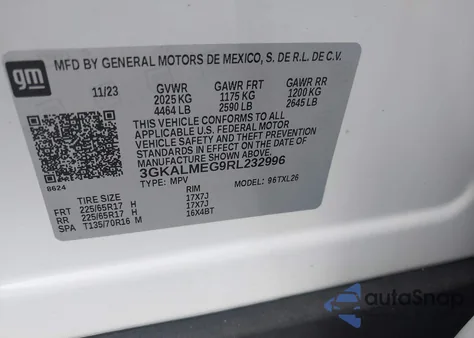 gm
MFD BY GENERAL MOTORS DE MEXICO, S. DE R.L. DE C.V.
11/23 GVWR GAWR FRT GAWR RR
2025 KG 1175 KG 1200 KG
4464 LB 2590 LB 2645 LB
THIS VEHICLE CONFORMS TO ALL
APPLICABLE U.S. FEDERAL MOTOR
VEHICLE SAFETY AND THEFT PREVENTION
STANDARDS IN EFFECT ON THE DATE OF
MANUFACTURE SHOWN ABOVE.
3GKALMEG9RL232996
8624
TYPE: MPV MODEL: 96TXL26
TIRE SIZE RIM
FRT 225/65R17 H 17X7J
RR 225/65R17 H 17X7J
SPA T135/70R16 M 16X4BT
autoSnap